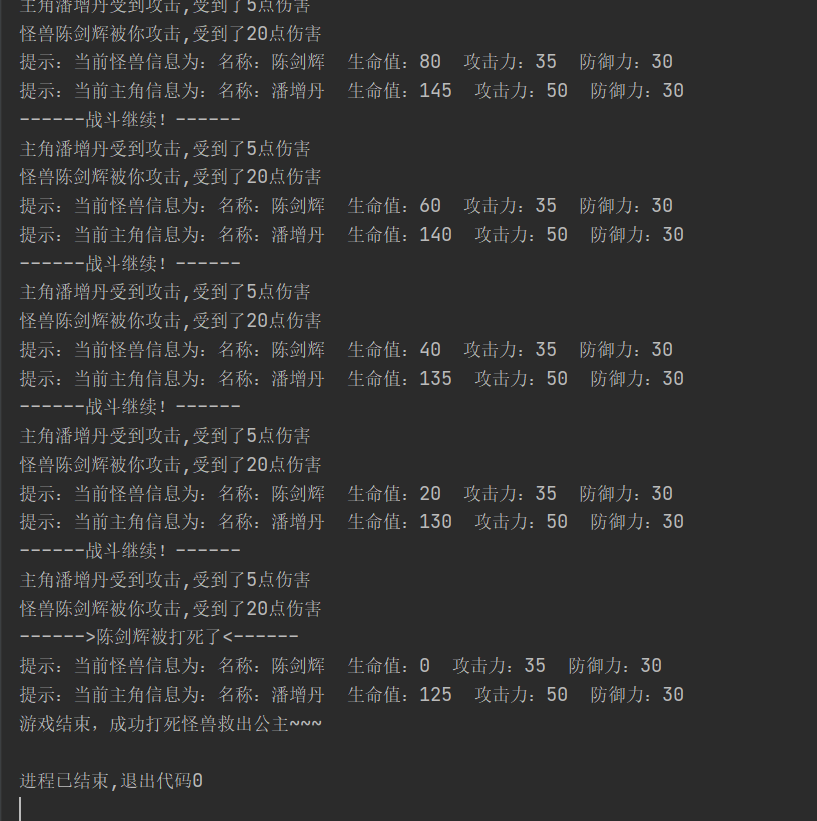 主角潘增丹受到攻击,受到了5点伤害
怪兽陈剑辉被你攻击,受到了20点伤害
提示: 当前怪兽信息为: 名称: 陈剑辉  生命值: 80  攻击力: 35  防御力: 30
提示: 当前主角信息为: 名称: 潘增丹  生命值: 145  攻击力: 50  防御力: 30
------战斗继续! ------
主角潘增丹受到攻击,受到了5点伤害
怪兽陈剑辉被你攻击,受到了20点伤害
提示: 当前怪兽信息为: 名称: 陈剑辉  生命值: 60  攻击力: 35  防御力: 30
提示: 当前主角信息为: 名称: 潘增丹  生命值: 140  攻击力: 50  防御力: 30
------战斗继续! ------
主角潘增丹受到攻击,受到了5点伤害
怪兽陈剑辉被你攻击,受到了20点伤害
提示: 当前怪兽信息为: 名称: 陈剑辉  生命值: 40  攻击力: 35  防御力: 30
提示: 当前主角信息为: 名称: 潘增丹  生命值: 135  攻击力: 50  防御力: 30
------战斗继续! ------
主角潘增丹受到攻击,受到了5点伤害
怪兽陈剑辉被你攻击,受到了20点伤害
提示: 当前怪兽信息为: 名称: 陈剑辉  生命值: 20  攻击力: 35  防御力: 30
提示: 当前主角信息为: 名称: 潘增丹  生命值: 130  攻击力: 50  防御力: 30
------战斗继续! ------
主角潘增丹受到攻击,受到了5点伤害
怪兽陈剑辉被你攻击,受到了20点伤害
------>陈剑辉被打死了<------
提示: 当前怪兽信息为: 名称: 陈剑辉  生命值: 0  攻击力: 35  防御力: 30
提示: 当前主角信息为: 名称: 潘增丹  生命值: 125  攻击力: 50  防御力: 30
游戏结束，成功打死怪兽救出公主~~~
进程已结束,退出代码0